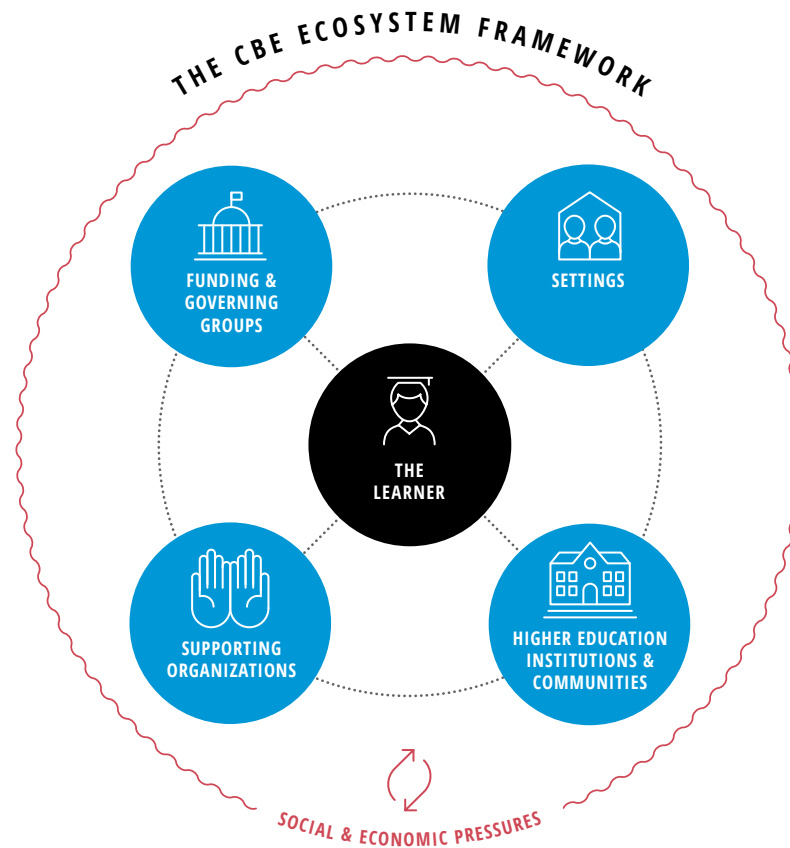 THE CBE ECOSYSTEM FRAMEWORK
FUNDING &
GOVERNING
GROUPS
SETTINGS
THE
LEARNER
SUPPORTING
ORGANIZATIONS
HIGHER EDUCATION
INSTITUTIONS &
COMMUNITIES
SOCIAL & ECONOMIC PRESSURES